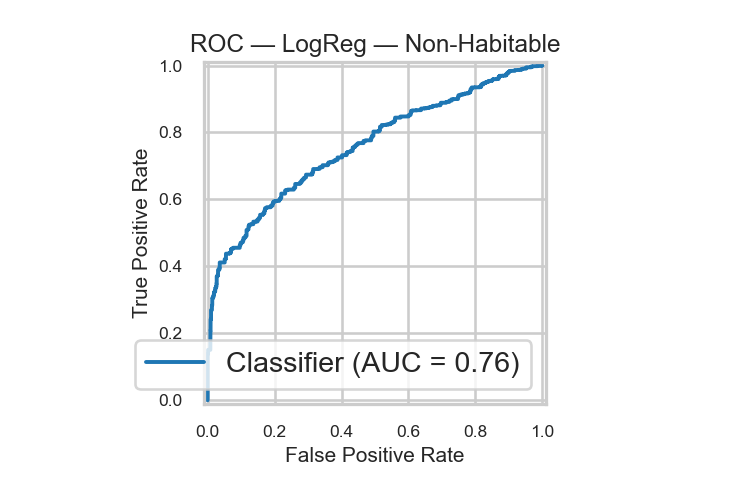 ROC — LogReg — Non-Habitable
1.0
0.8
0.6
0.4
0.2
0.0
True Positive Rate
Classifier (AUC = 0.76)
0.0 0.2 0.4 0.6 0.8 1.0
False Positive Rate